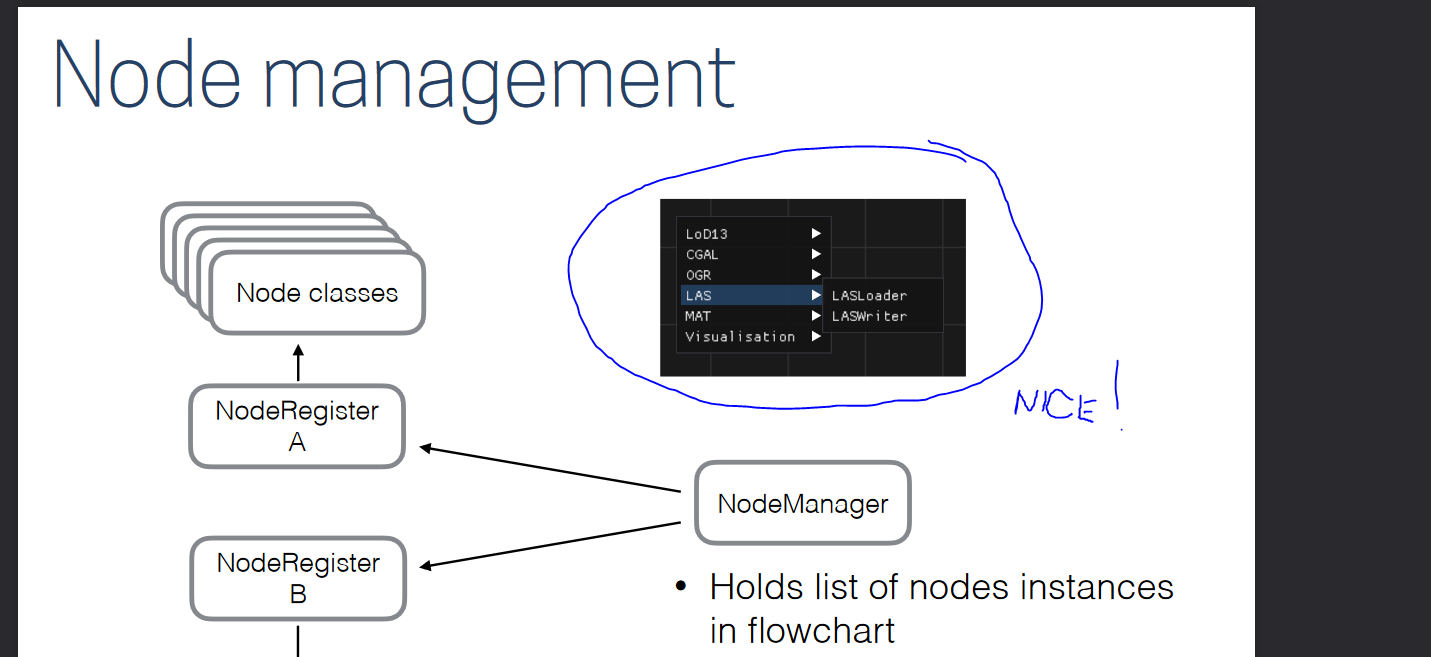 Node management
Node classes
LoD13
CGAL
OGR
LAS
MAT
Visualisation
LASLoader
LASWriter
NICE!
NodeRegister
A
NodeManager
NodeRegister
B
• Holds list of nodes instances
in flowchart